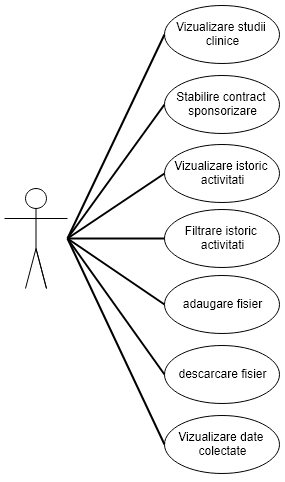 Vizualizare studii
clinice
Stabilire contract
sponsorizare
Vizualizare istoric
activitati
Filtrare istoric
activitati
adaugare fisier
descarcare fisier
Vizualizare date
colectate